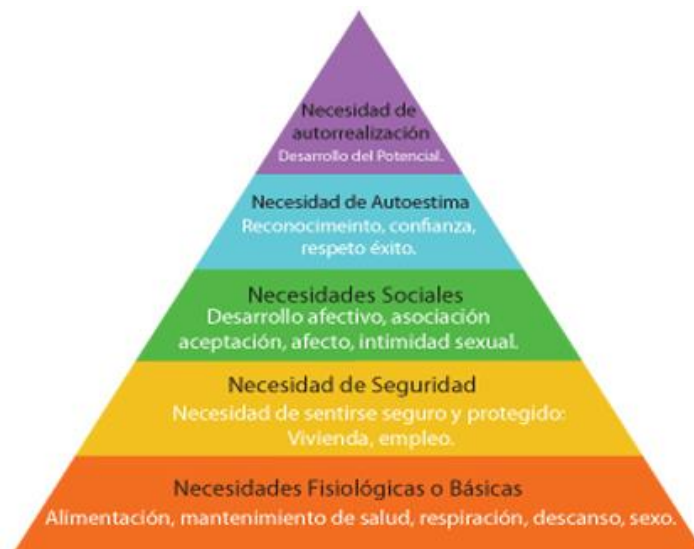 Necesidad de
autorrealización
Desarrollo del Potencial.
Necesidad de Autoestima
Reconocimeinto, confianza,
respeto éxito.
Necesidades Sociales
Desarrollo afectivo, asociación
aceptación, afecto, intimidad sexual.
Necesidad de Seguridad
Necesidad de sentirse seguro y protegido:
Vivienda, empleo.
Necesidades Fisiológicas o Básicas
Alimentación, mantenimiento de salud, respiración, descanso, sexo.